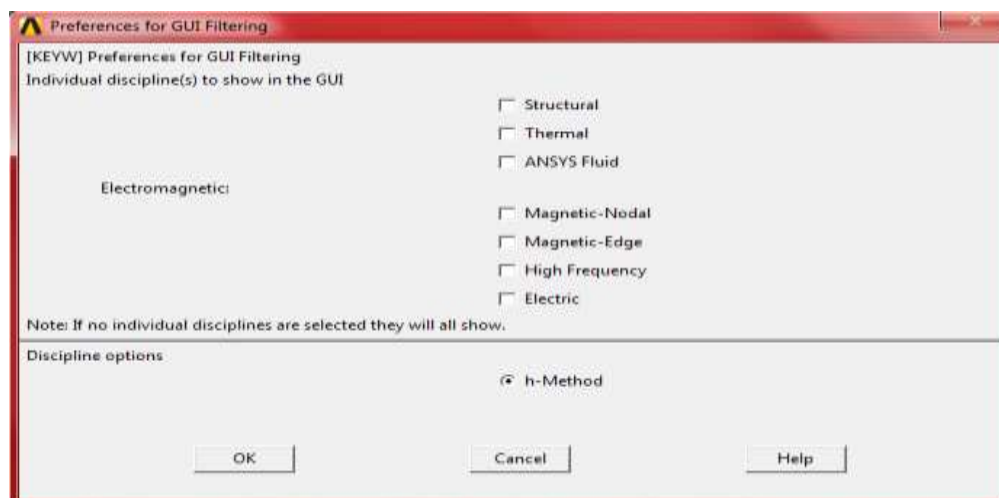 Preferences for GUI Filtering
[KEYW] Preferences for GUI Filtering
Individual discipline(s) to show in the GUI
Structural
Thermal
ANSYS Fluid
Electromagnetic:
Magnetic-Nodal
Magnetic-Edge
High Frequency
Electric
Note: If no individual disciplines are selected they will all show.
Discipline options
h-Method
OK Cancel Help